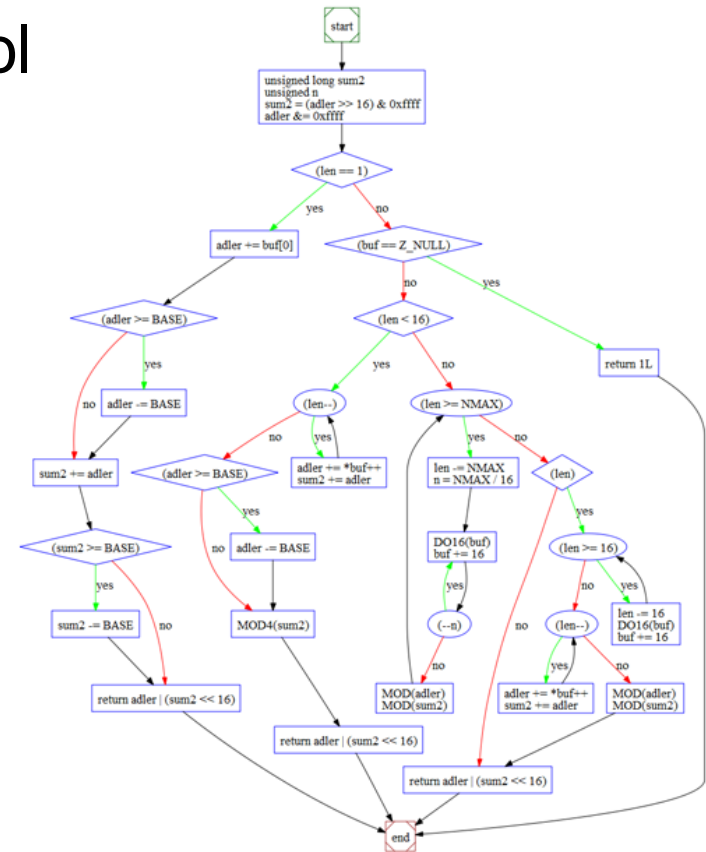 ol
start
unsigned long sum2
unsigned n
sum2 = (adler >> 16) & 0xffff
adler &= 0xffff
(len == 1)
yes
no
adler += buf[0]
(buf == Z_NULL)
no
yes
(adler >= BASE)
(len < 16)
yes
no
yes
no
return 1L
adler -= BASE
(len--)
(len >= NMAX)
no
yes
yes
no
sum2 += adler
(adler >= BASE)
adler += *buf++
sum2 += adler
len -= NMAX
n = NMAX / 16
(len)
yes
no
yes
(sum2 >= BASE)
adler -= BASE
DO16(buf)
buf += 16
(len >= 16)
yes
no
yes
no
yes
sum2 -= BASE
MOD4(sum2)
(--n)
no
(len--)
len -= 16
DO16(buf)
buf += 16
no
yes
no
return adler | (sum2 << 16)
MOD(adler)
MOD(sum2)
adler += *buf++
sum2 += adler
MOD(adler)
MOD(sum2)
return adler | (sum2 << 16)
return adler | (sum2 << 16)
end